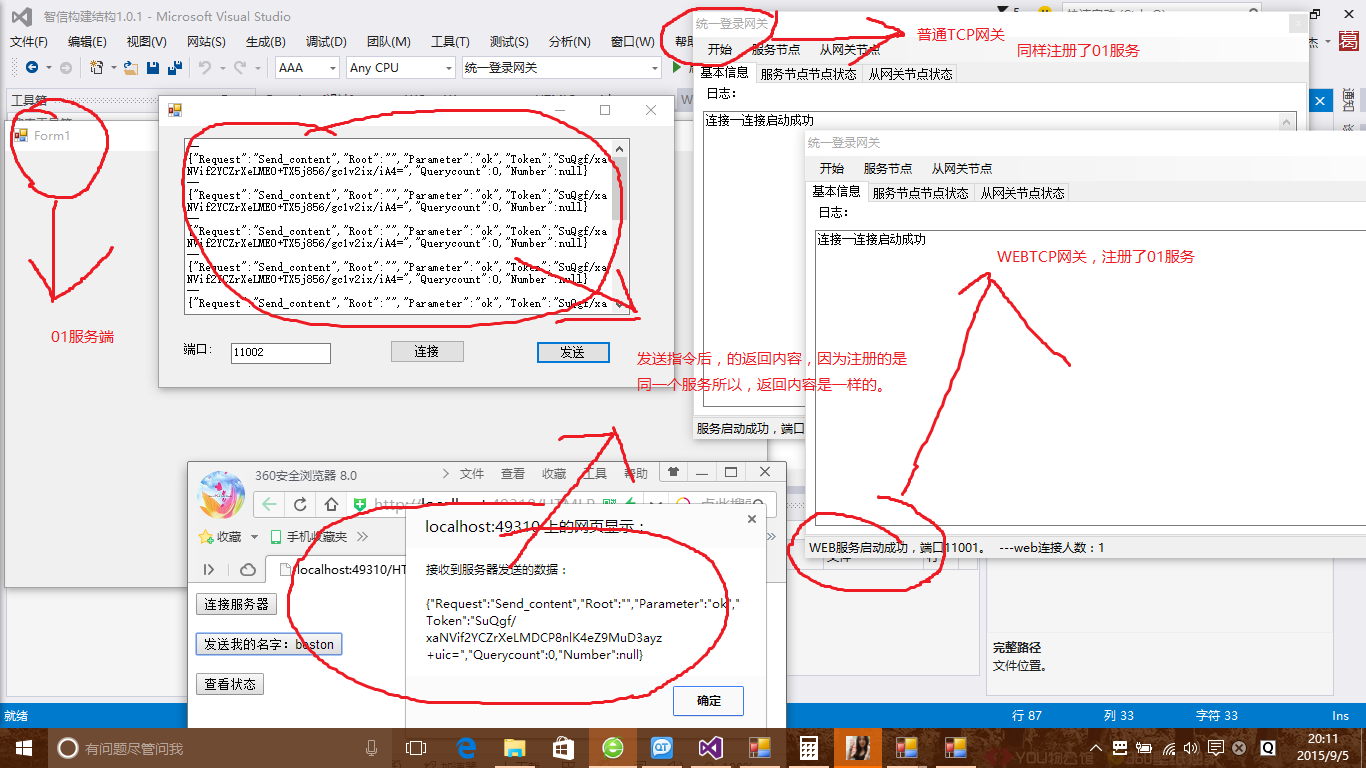 智信构建结构1.0.1 - Microsoft Visual Studio
文件(F) 编辑(E) 视图(V) 网站(S) 生成(B) 调试(D) 团队(M) 工具(T) 测试(S) 分析(N) 窗口(W) 帮助
AAA Any CPU 统一登录网关
工具箱
Form1
01服务端
{"Request":"Send_content","Root":"","Parameter":"ok","Token":"SuQgf/xa
NVif2YCZrXeLMEO+TX5j856/gc1v2ix/iA4=","Querycount":0,"Number":null}
{"Request":"Send_content","Root":"","Parameter":"ok","Token":"SuQgf/xa
NVif2YCZrXeLMEO+TX5j856/gc1v2ix/iA4=","Querycount":0,"Number":null}
{"Request":"Send_content","Root":"","Parameter":"ok","Token":"SuQgf/xa
NVif2YCZrXeLMEO+TX5j856/gc1v2ix/iA4=","Querycount":0,"Number":null}
{"Request":"Send_content","Root":"","Parameter":"ok","Token":"SuQgf/xa
NVif2YCZrXeLMEO+TX5j856/gc1v2ix/iA4=","Querycount":0,"Number":null}
{"Request":"Send_content","Root":"","Parameter":"ok","Token":"SuQgf/xa
端口： 11002 连接 发送
统一登录网关
普通TCP网关
同样注册了01服务
开始 服务节点 从网关节点
基本信息 服务节点节点状态 从网关节点状态
日志：
连接一连接启动成功
服务启动成功，端口
发送指令后，的返回内容，因为注册的是
同一个服务所以，返回内容是一样的。
统一登录网关
开始 服务节点 从网关节点
基本信息 服务节点节点状态 从网关节点状态
日志：
连接一连接启动成功
WEBTCP网关，注册了01服务
WEB服务启动成功，端口11001。 ---web连接人数：1
360安全浏览器 8.0 文件 查看 收藏 工具 帮助
收藏 手机收藏夹
localhost:49310/HT
连接服务器
发送我的名字：boston
查看状态
localhost:49310 上的网页显示：
接收到服务器发送的数据：
{"Request":"Send_content","Root":"","Parameter":"ok","
Token":"SuQgf/
xaNVif2YCZrXeLMDCP8nlK4eZ9MuD3ayz
+uic=","Querycount":0,"Number":null}
确定
完整路径
文件位置。
就绪 行 87 列 33 字符 33 Ins
有问题尽管问我
20:11
2015/9/5